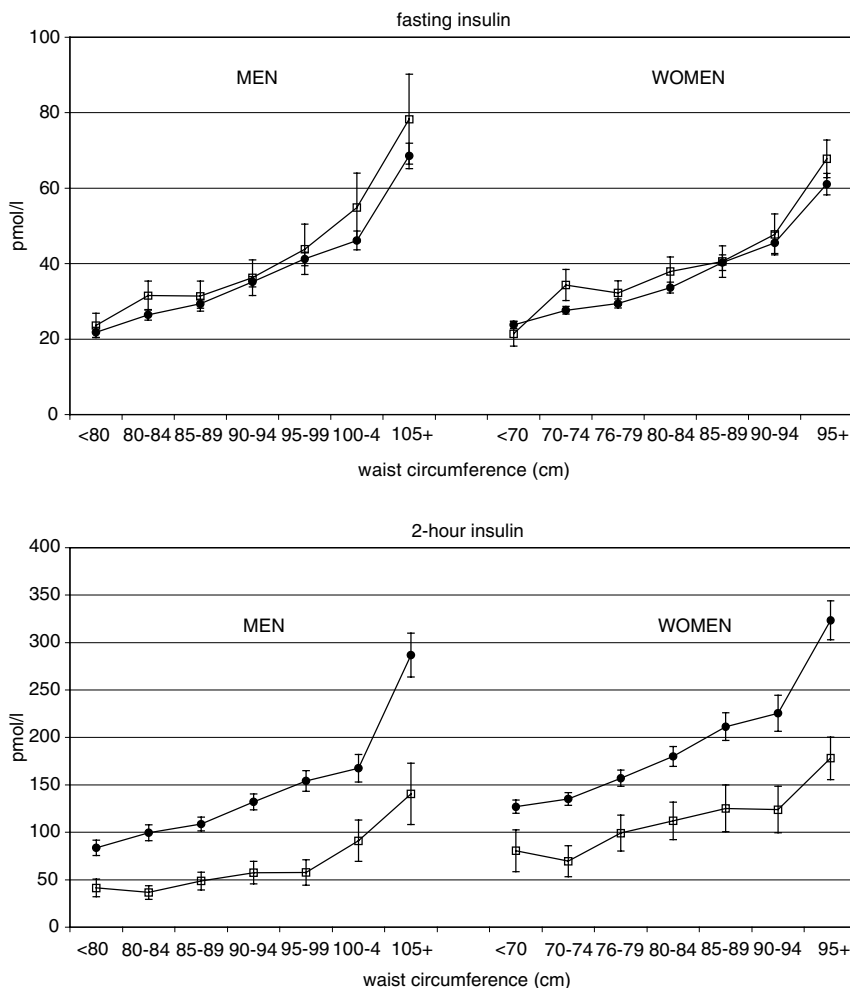 fasting insulin
100
80
60
40
20
0
pmol/l
MEN
WOMEN
<80 80-84 85-89 90-94 95-99 100-4 105+ <70 70-74 76-79 80-84 85-89 90-94 95+
waist circumference (cm)
2-hour insulin
400
350
300
250
200
150
100
50
0
pmol/l
MEN
WOMEN
<80 80-84 85-89 90-94 95-99 100-4 105+ <70 70-74 76-79 80-84 85-89 90-94 95+
waist circumference (cm)